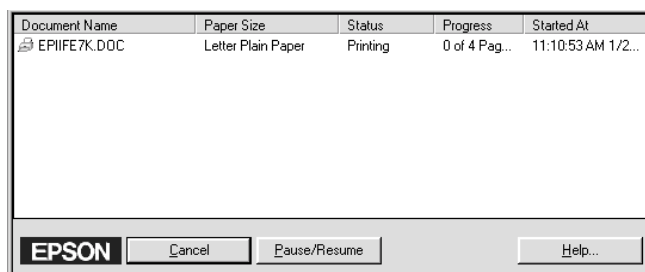 Document Name Paper Size Status Progress Started At
EPIIFE7K.DOC Letter Plain Paper Printing 0 of 4 Pag... 11:10:53 AM 1/2...
EPSON Cancel Pause/Resume Help...